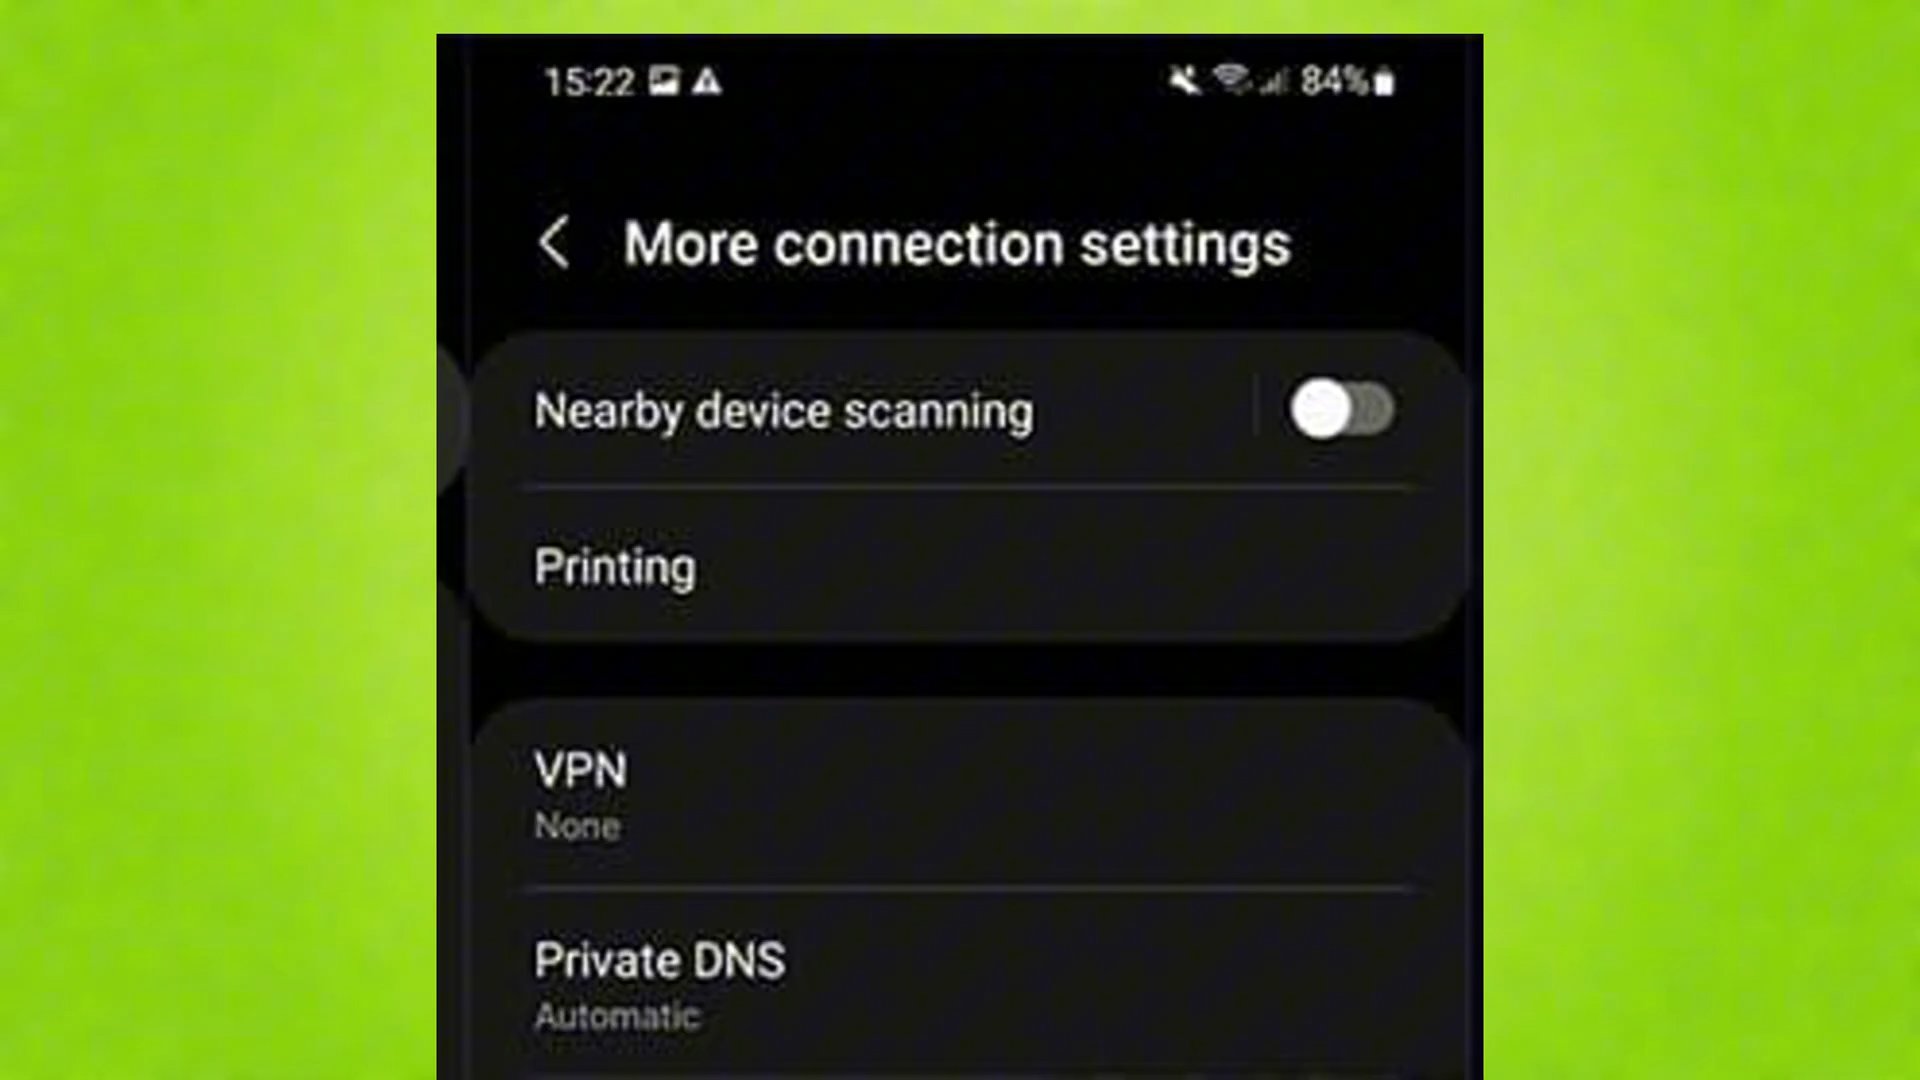 15:22 84%
More connection settings
Nearby device scanning
Printing
VPN
None
Private DNS
Automatic